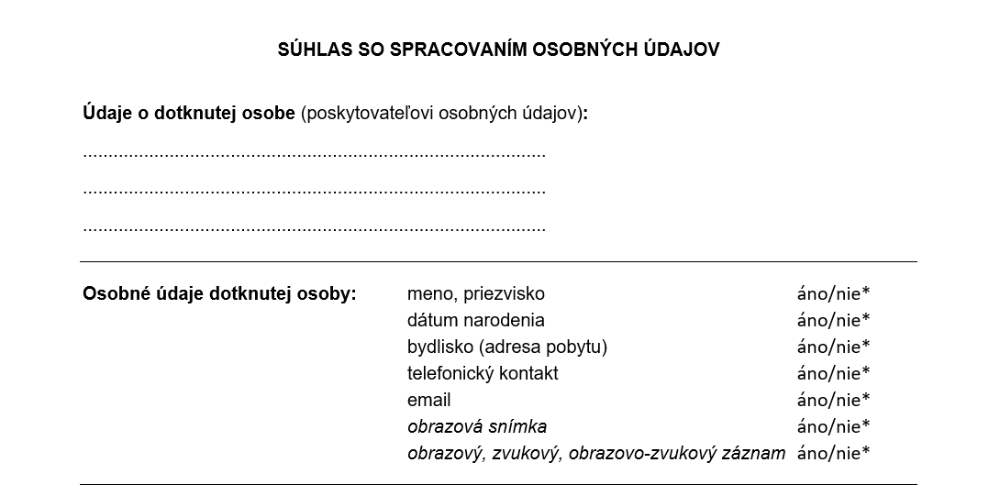 SÚHLAS SO SPRACOVANÍM OSOBNÝCH ÚDAJOV
Údaje o dotknutej osobe (poskytovateľovi osobných údajov):
...........................................................................................
...........................................................................................
...........................................................................................
Osobné údaje dotknutej osoby: meno, priezvisko áno/nie*
dátum narodenia áno/nie*
bydlisko (adresa pobytu) áno/nie*
telefonický kontakt áno/nie*
email áno/nie*
obrazová snímka áno/nie*
obrazový, zvukový, obrazovo-zvukový záznam áno/nie*